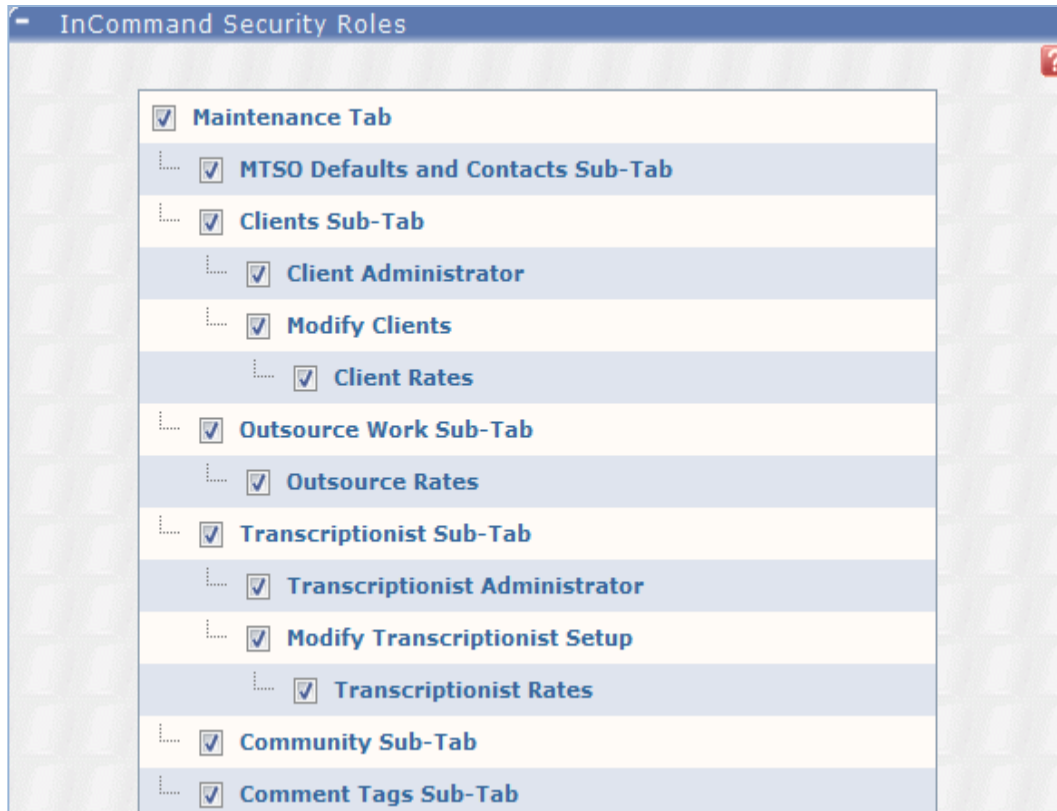 InCommand Security Roles
?
Maintenance Tab
MTSO Defaults and Contacts Sub-Tab
Clients Sub-Tab
Client Administrator
Modify Clients
Client Rates
Outsource Work Sub-Tab
Outsource Rates
Transcriptionist Sub-Tab
Transcriptionist Administrator
Modify Transcriptionist Setup
Transcriptionist Rates
Community Sub-Tab
Comment Tags Sub-Tab